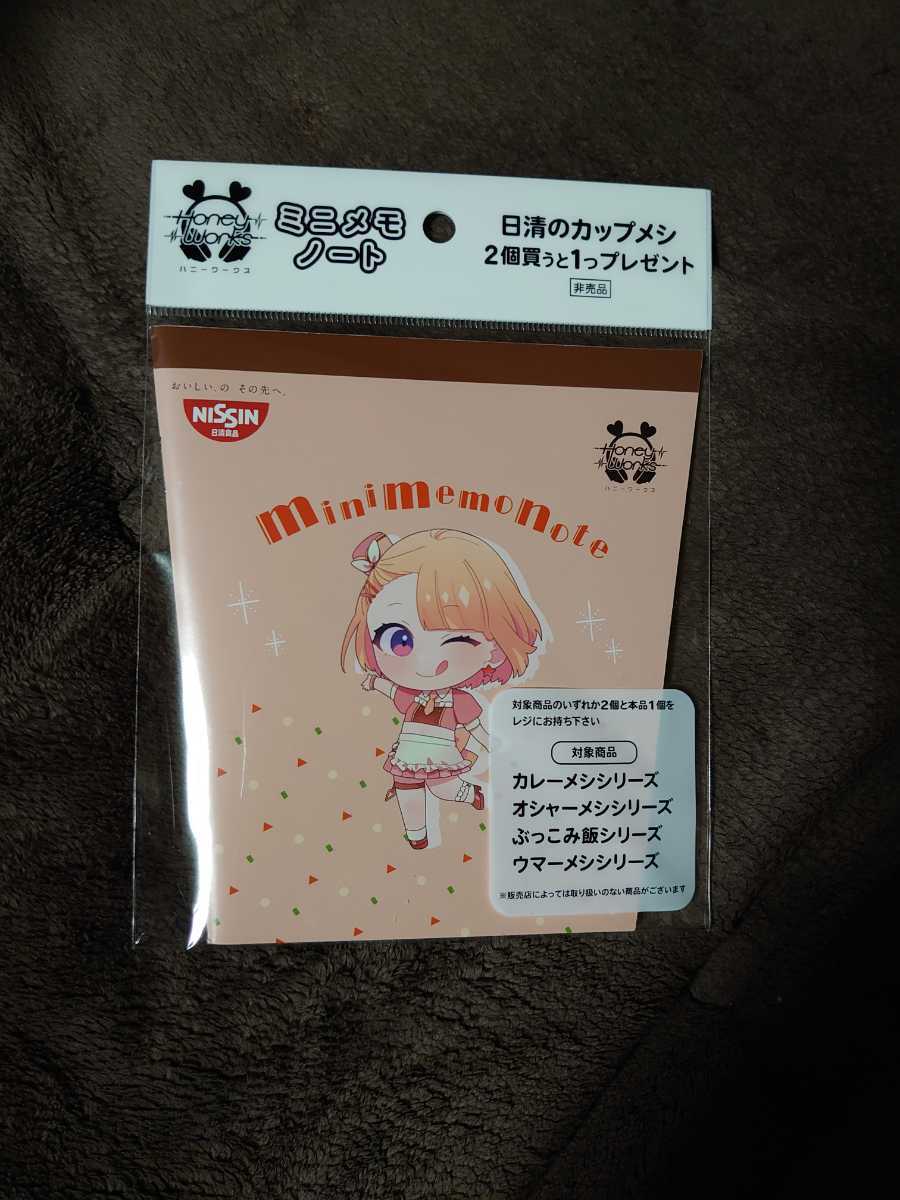 Honey Works
ハニーワークス
ミニメモ
ノート
日清のカップメシ
2個買うと1つプレゼント
非売品
おいしい、の その先へ。
NISSIN
日清食品
Honey Works
ハニーワークス
mini memo note
対象商品のいずれか2個と本品1個を
レジにお持ち下さい
対象商品
カレーメシシリーズ
オシャーメシシリーズ
ぶっこみ飯シリーズ
ウマーメシシリーズ
※販売店によっては取り扱いのない商品がございます